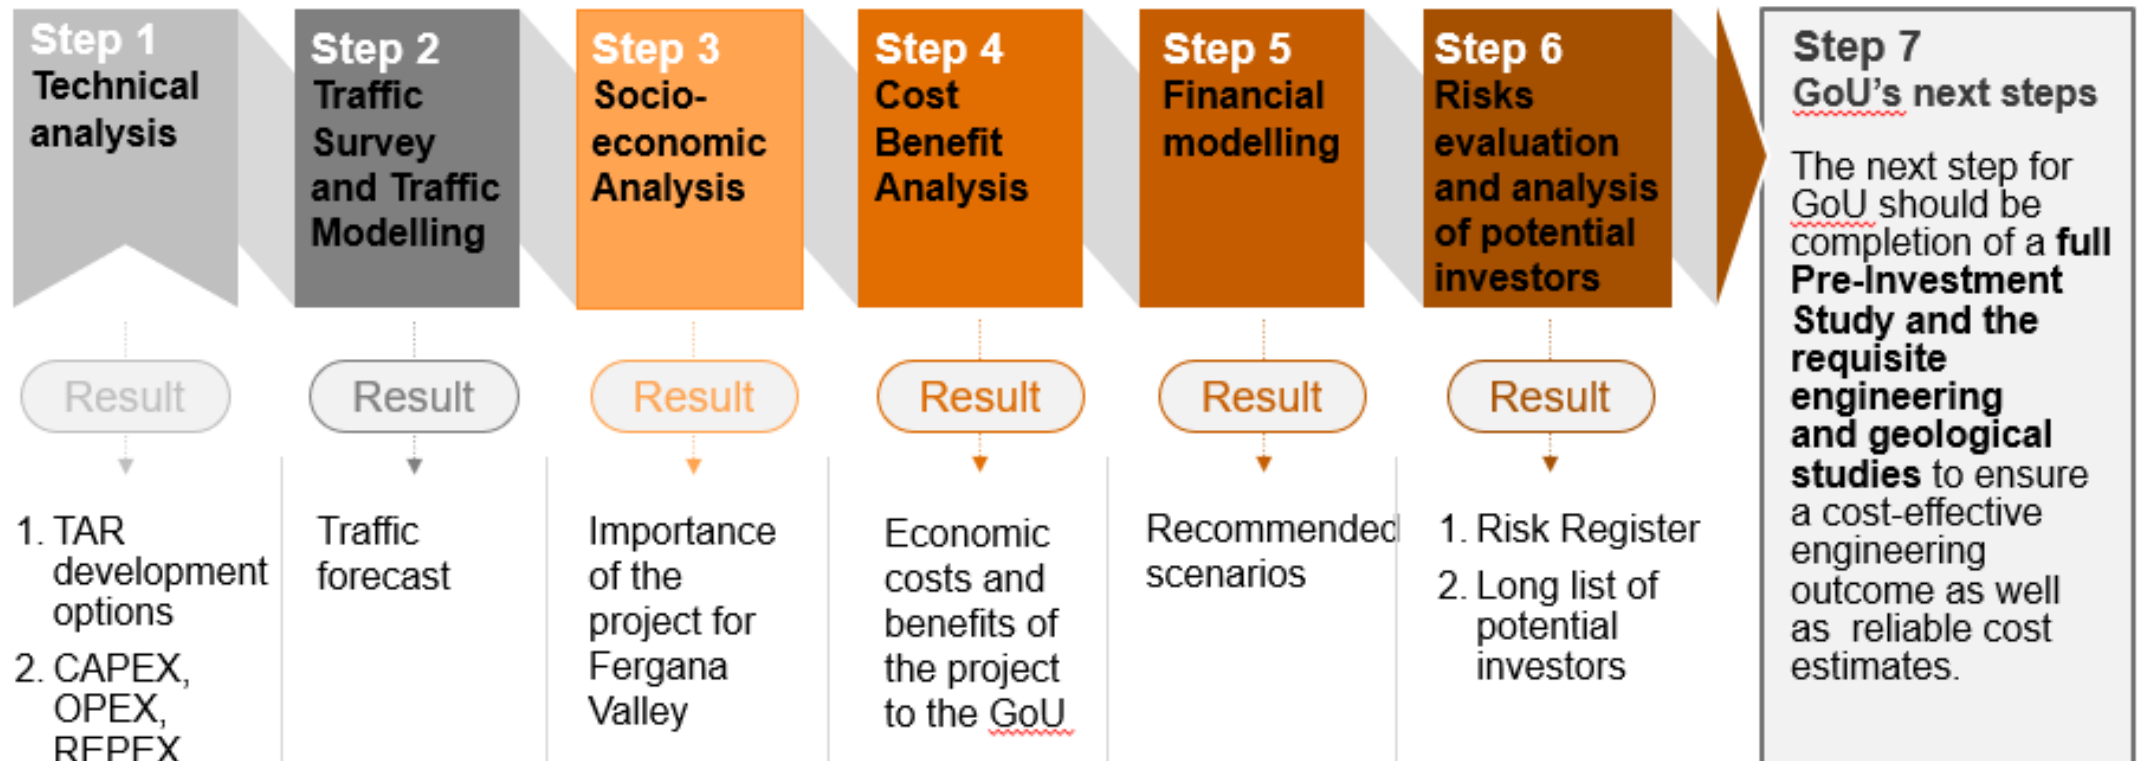 Step 1
Technical
analysis
Step 2
Traffic
Survey
and Traffic
Modelling
Step 3
Socio-
economic
Analysis
Step 4
Cost
Benefit
Analysis
Step 5
Financial
modelling
Step 6
Risks
evaluation
and analysis
of potential
investors
Step 7
GoU's next steps
The next step for
GoU should be
completion of a full
Pre-Investment
Study and the
requisite
engineering
and geological
studies to ensure
a cost-effective
engineering
outcome as well
as reliable cost
estimates.
Result
Result
Result
Result
Result
Result
1. TAR
development
options
2. CAPEX,
OPEX,
REPEX
Traffic
forecast
Importance
of the
project for
Fergana
Valley
Economic
costs and
benefits of
the project
to the GoU
Recommended
scenarios
1. Risk Register
2. Long list of
potential
investors